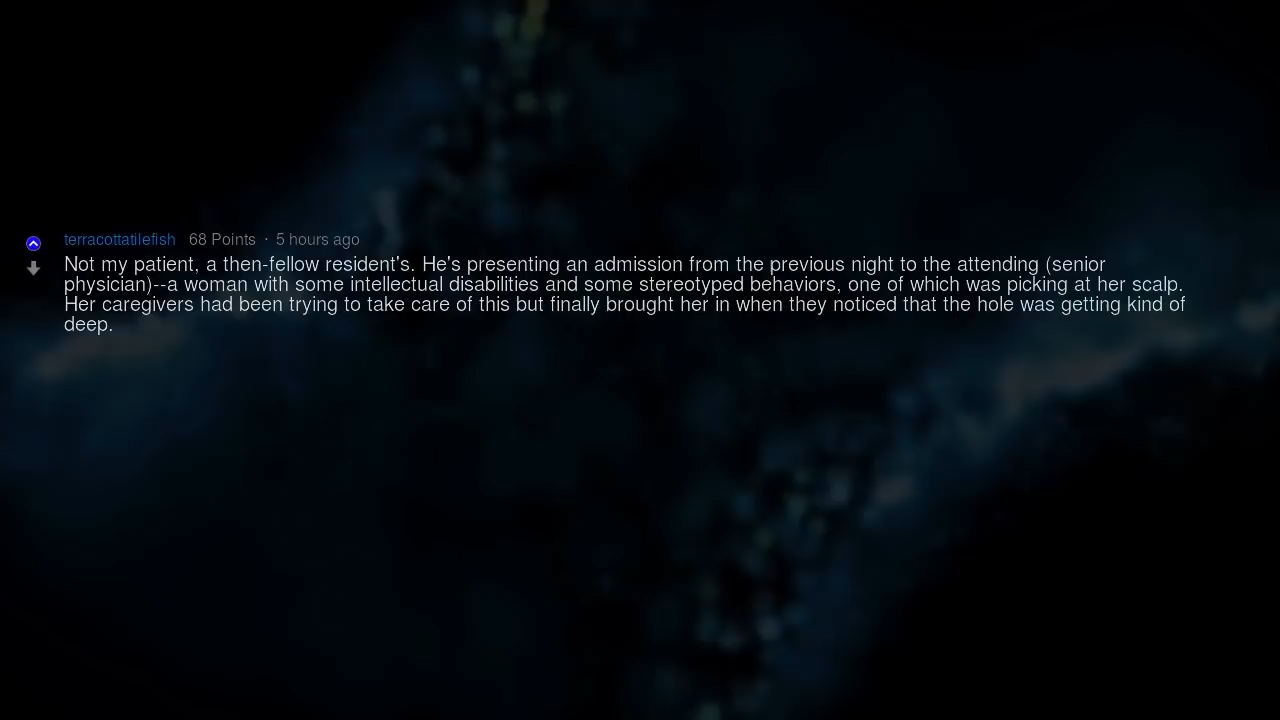 terracottatilefish 68 Points · 5 hours ago
Not my patient, a then-fellow resident's. He's presenting an admission from the previous night to the attending (senior
physician)--a woman with some intellectual disabilities and some stereotyped behaviors, one of which was picking at her scalp.
Her caregivers had been trying to take care of this but finally brought her in when they noticed that the hole was getting kind of
deep.